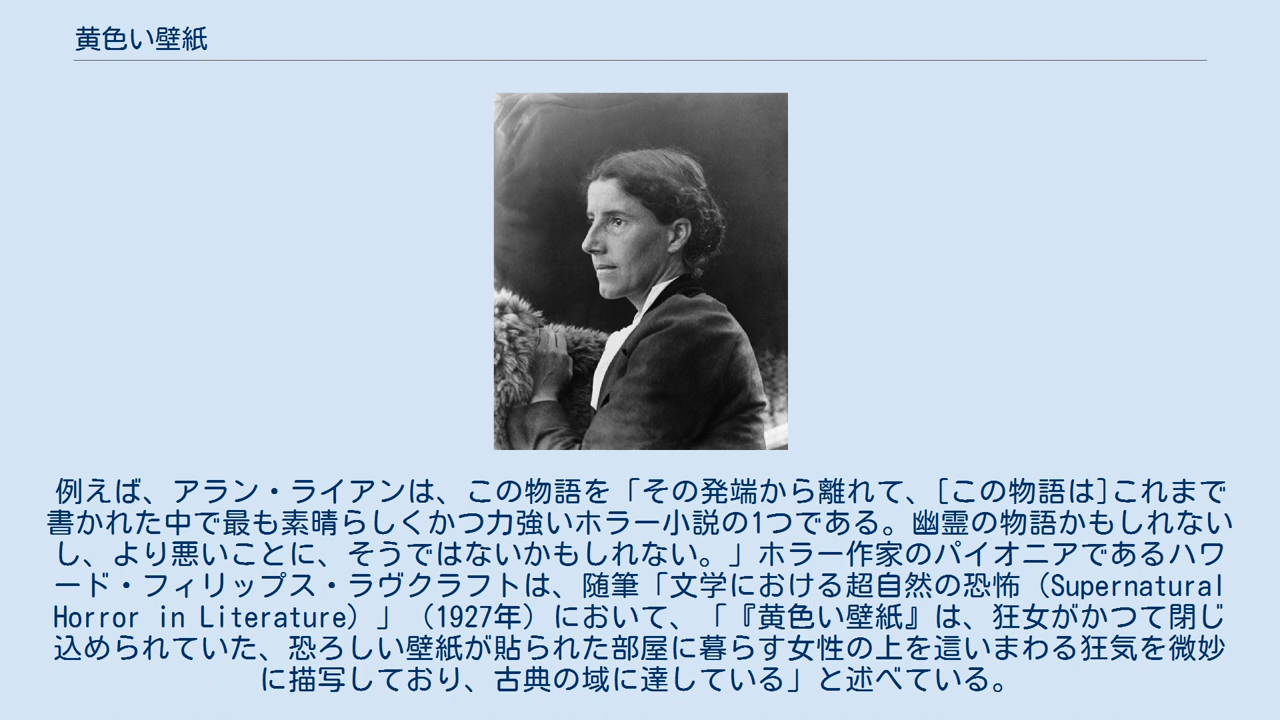 黄色い壁紙
例えば、アラン・ライアンは、この物語を「その発端から離れて、[この物語は]これまで
書かれた中で最も素晴らしくかつ力強いホラー小説の1つである。幽霊の物語かもしれない
し、より悪いことに、そうではないかもしれない。」ホラー作家のパイオニアであるハワ
ード・フィリップス・ラヴクラフトは、随筆「文学における超自然の恐怖（Supernatural
Horror in Literature）」（1927年）において、「『黄色い壁紙』は、狂女がかつて閉じ
込められていた、恐ろしい壁紙が貼られた部屋に暮らす女性の上を這いまわる狂気を微妙
に描写しており、古典の域に達している」と述べている。